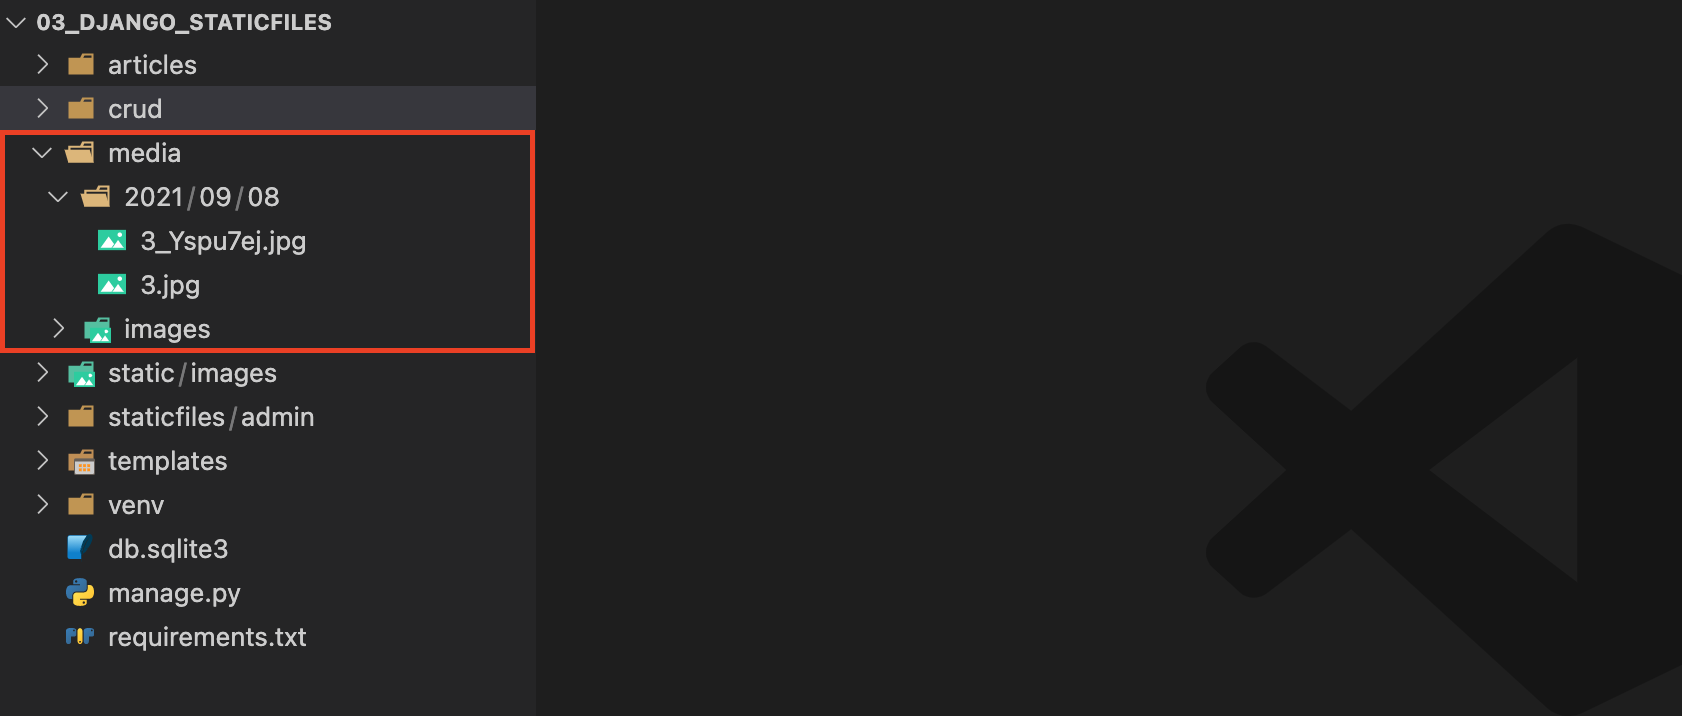 03_DJANGO_STATICFILES
articles
crud
media
2021/09/08
3_Yspu7ej.jpg
3.jpg
images
static/images
staticfiles/admin
templates
venv
db.sqlite3
manage.py
requirements.txt